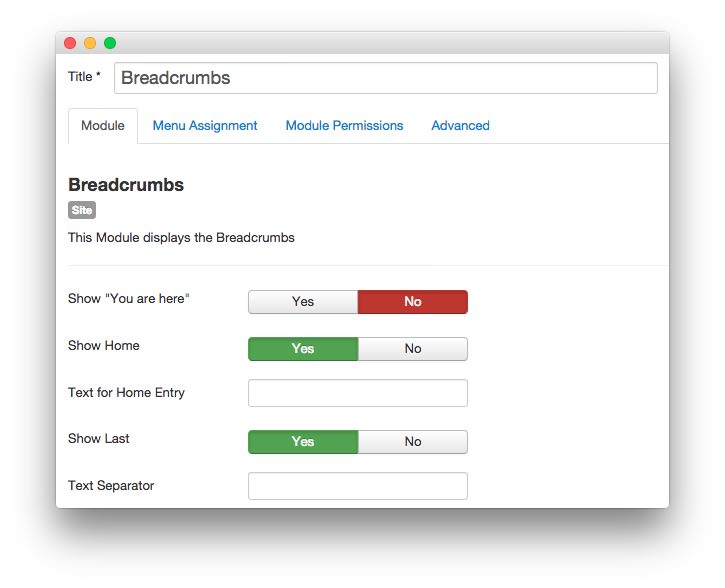 Title * Breadcrumbs
Module Menu Assignment Module Permissions Advanced
Breadcrumbs
Site
This Module displays the Breadcrumbs
Show "You are here" Yes No
Show Home Yes No
Text for Home Entry
Show Last Yes No
Text Separator